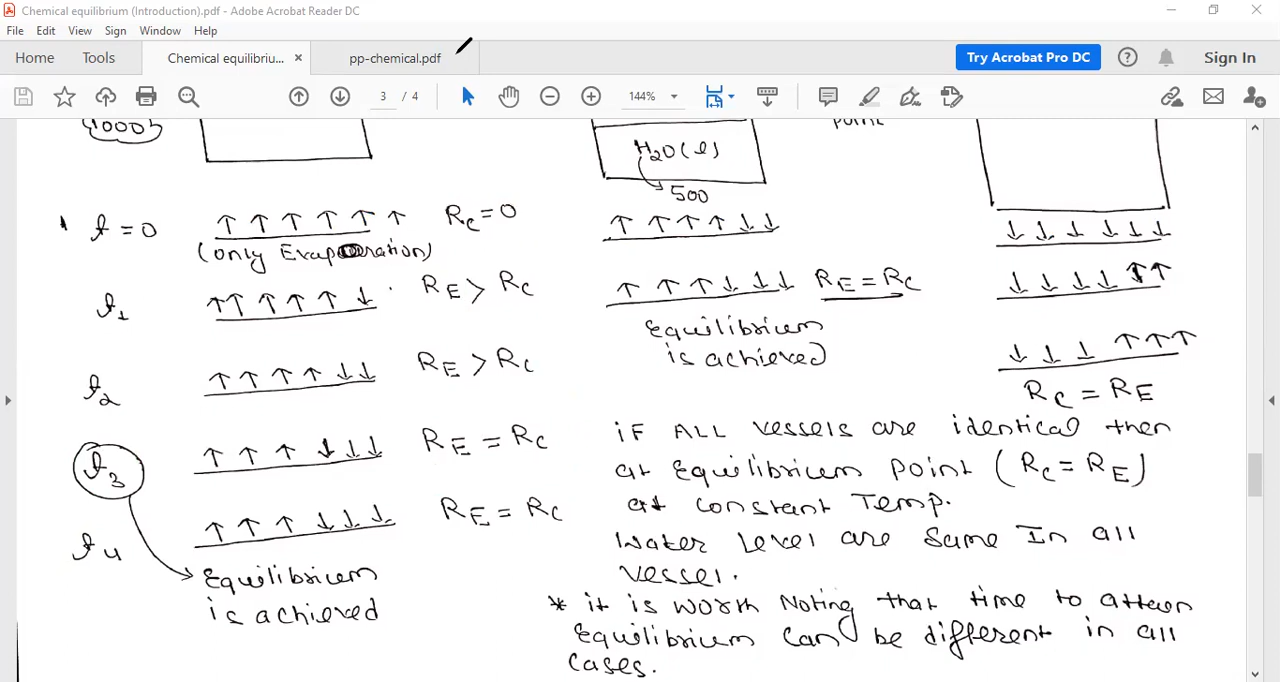 Chemical equilibrium (Introduction).pdf - Adobe Acrobat Reader DC
File Edit View Sign Window Help
Home Tools Chemical equilibriu... × pp-chemical.pdf Try Acrobat Pro DC Sign In
3 / 4 144%
1000
H₂O(l)
500
t = 0 ↑ ↑ ↑ ↑ ↑ ↑ Rc = 0 ↑ ↑ ↑ ↑ ↓ ↓ ↓ ↓ ↓ ↓ ↓ ↓
(only Evaporation)
t₁ ↑ ↑ ↑ ↑ ↑ ↓ RE > Rc ↑ ↑ ↑ ↓ ↓ ↓ RE = Rc ↓ ↓ ↓ ↓ ↑ ↑
Equilibrium
is achieved
t₂ ↑ ↑ ↑ ↑ ↓ ↓ RE > Rc ↓ ↓ ↓ ↑ ↑ ↑
Rc = RE
t₃ ↑ ↑ ↑ ↓ ↓ ↓ RE = Rc
t₄ ↑ ↑ ↑ ↓ ↓ ↓ RE = Rc
Equilibrium
is achieved
iF ALL vessels are identical then
at Equilibrium Point (Rc = RE)
at constant Temp.
Water Level are Same In all
vessel.
* it is worth Noting that time to atteen
Equilibrium can be different in all
cases.